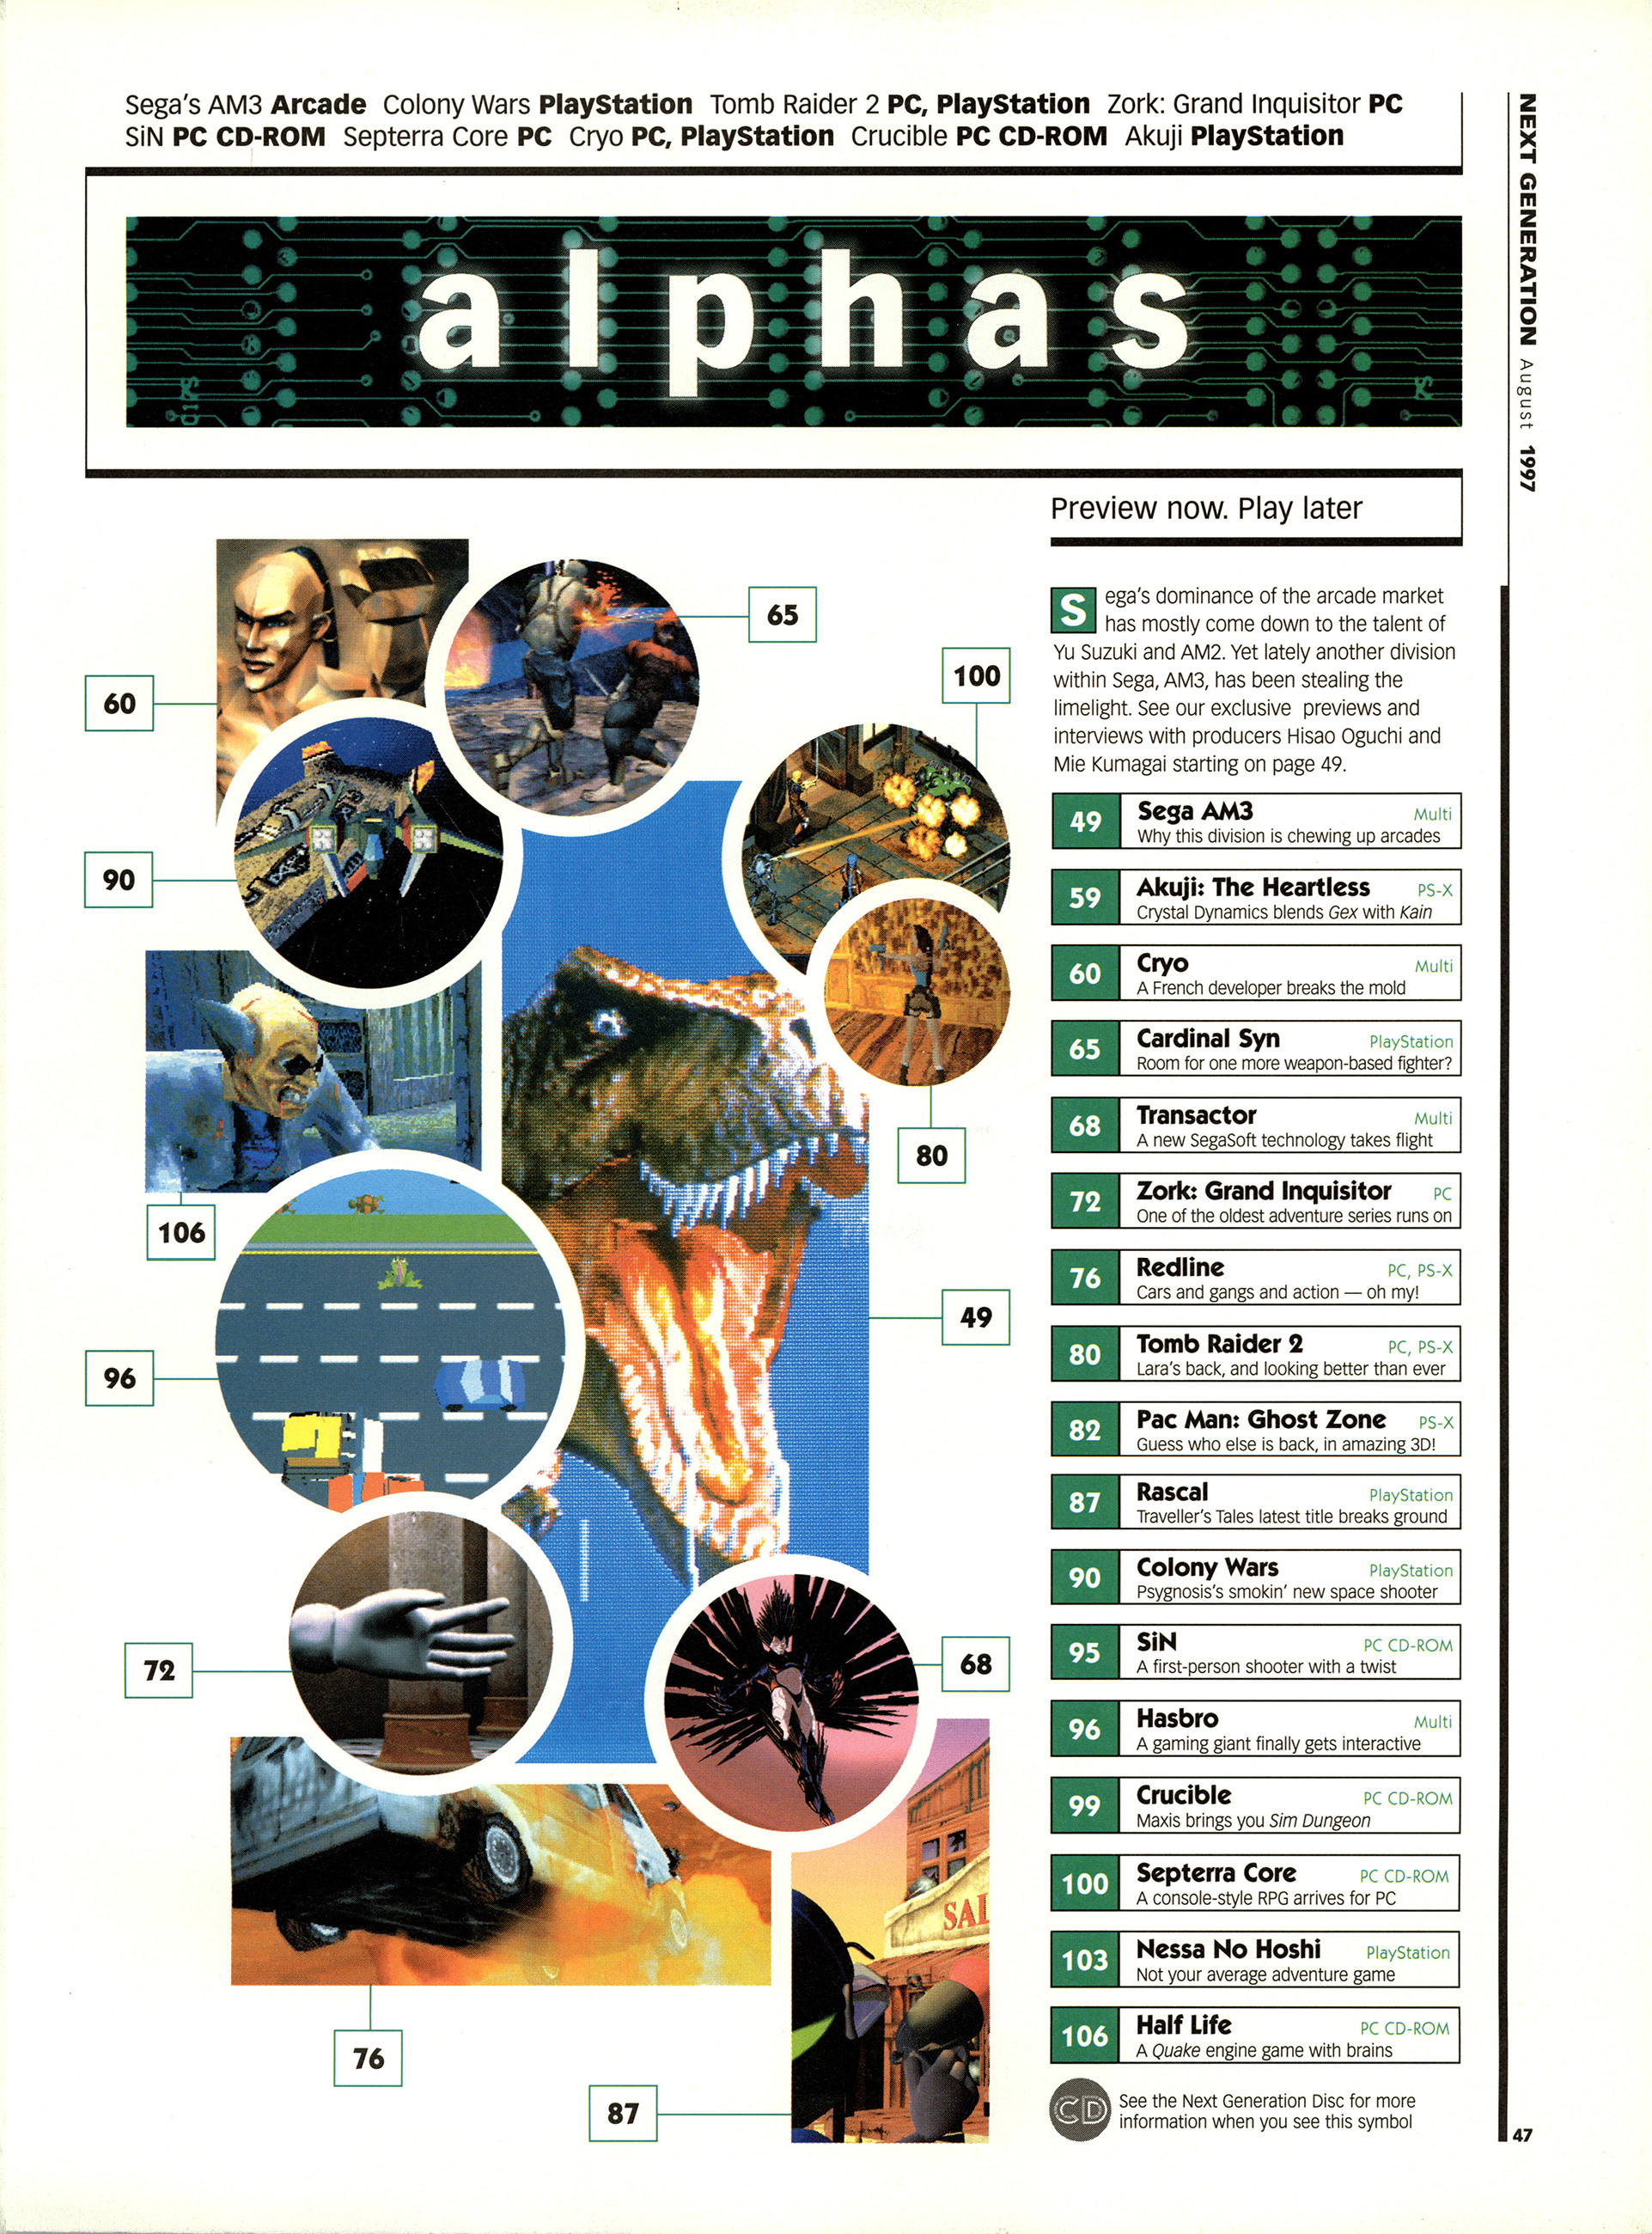 Sega's AM3 Arcade Colony Wars PlayStation Tomb Raider 2 PC, PlayStation Zork: Grand Inquisitor PC
SiN PC CD-ROM Septerra Core PC Cryo PC, PlayStation Crucible PC CD-ROM Akuji PlayStation
alphas
NEXT GENERATION August 1997
Preview now. Play later
Sega's dominance of the arcade market
has mostly come down to the talent of
Yu Suzuki and AM2. Yet lately another division
within Sega, AM3, has been stealing the
limelight. See our exclusive previews and
interviews with producers Hisao Oguchi and
Mie Kumagai starting on page 49.
60
65
100
90
80
106
49
96
72
68
SAL
76
87
49 Sega AM3 Multi
Why this division is chewing up arcades
59 Akuji: The Heartless PS-X
Crystal Dynamics blends Gex with Kain
60 Cryo Multi
A French developer breaks the mold
65 Cardinal Syn PlayStation
Room for one more weapon-based fighter?
68 Transactor Multi
A new SegaSoft technology takes flight
72 Zork: Grand Inquisitor PC
One of the oldest adventure series runs on
76 Redline PC, PS-X
Cars and gangs and action — oh my!
80 Tomb Raider 2 PC, PS-X
Lara's back, and looking better than ever
82 Pac Man: Ghost Zone PS-X
Guess who else is back, in amazing 3D!
87 Rascal PlayStation
Traveller's Tales latest title breaks ground
90 Colony Wars PlayStation
Psygnosis's smokin' new space shooter
95 SiN PC CD-ROM
A first-person shooter with a twist
96 Hasbro Multi
A gaming giant finally gets interactive
99 Crucible PC CD-ROM
Maxis brings you Sim Dungeon
100 Septerra Core PC CD-ROM
A console-style RPG arrives for PC
103 Nessa No Hoshi PlayStation
Not your average adventure game
106 Half Life PC CD-ROM
A Quake engine game with brains
CD
See the Next Generation Disc for more
information when you see this symbol
47